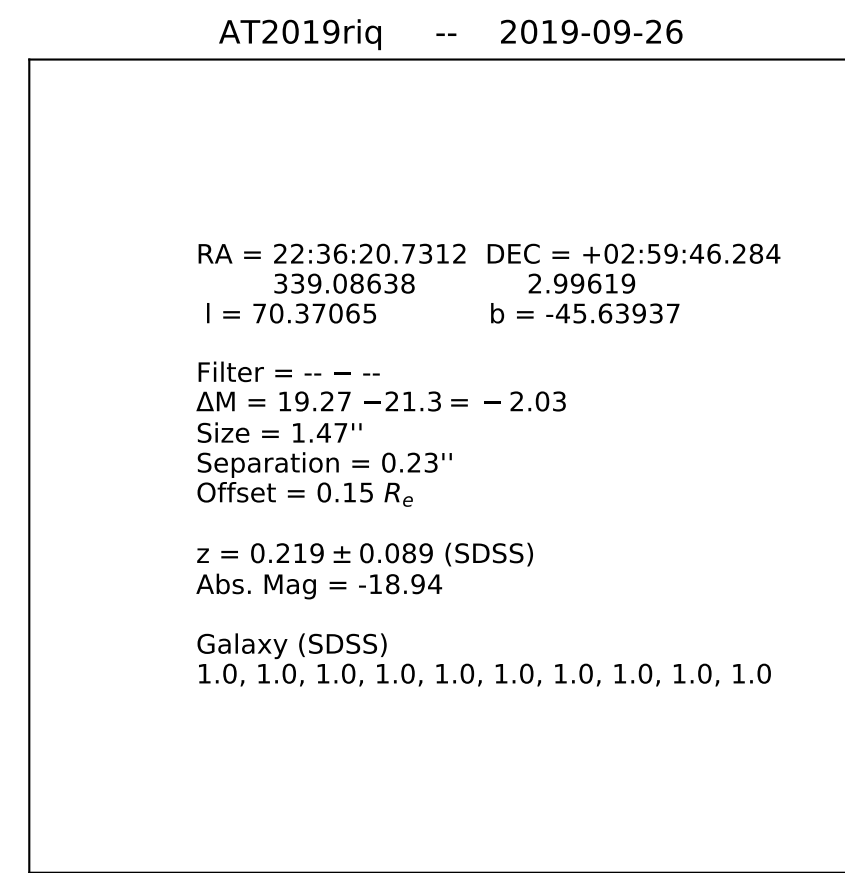 AT2019riq -- 2019-09-26
RA = 22:36:20.7312 DEC = +02:59:46.284
339.08638 2.99619
l = 70.37065 b = -45.63937
Filter = -- − --
ΔM = 19.27 −21.3 = − 2.03
Size = 1.47''
Separation = 0.23''
Offset = 0.15 Rₑ
z = 0.219 ± 0.089 (SDSS)
Abs. Mag = -18.94
Galaxy (SDSS)
1.0, 1.0, 1.0, 1.0, 1.0, 1.0, 1.0, 1.0, 1.0, 1.0